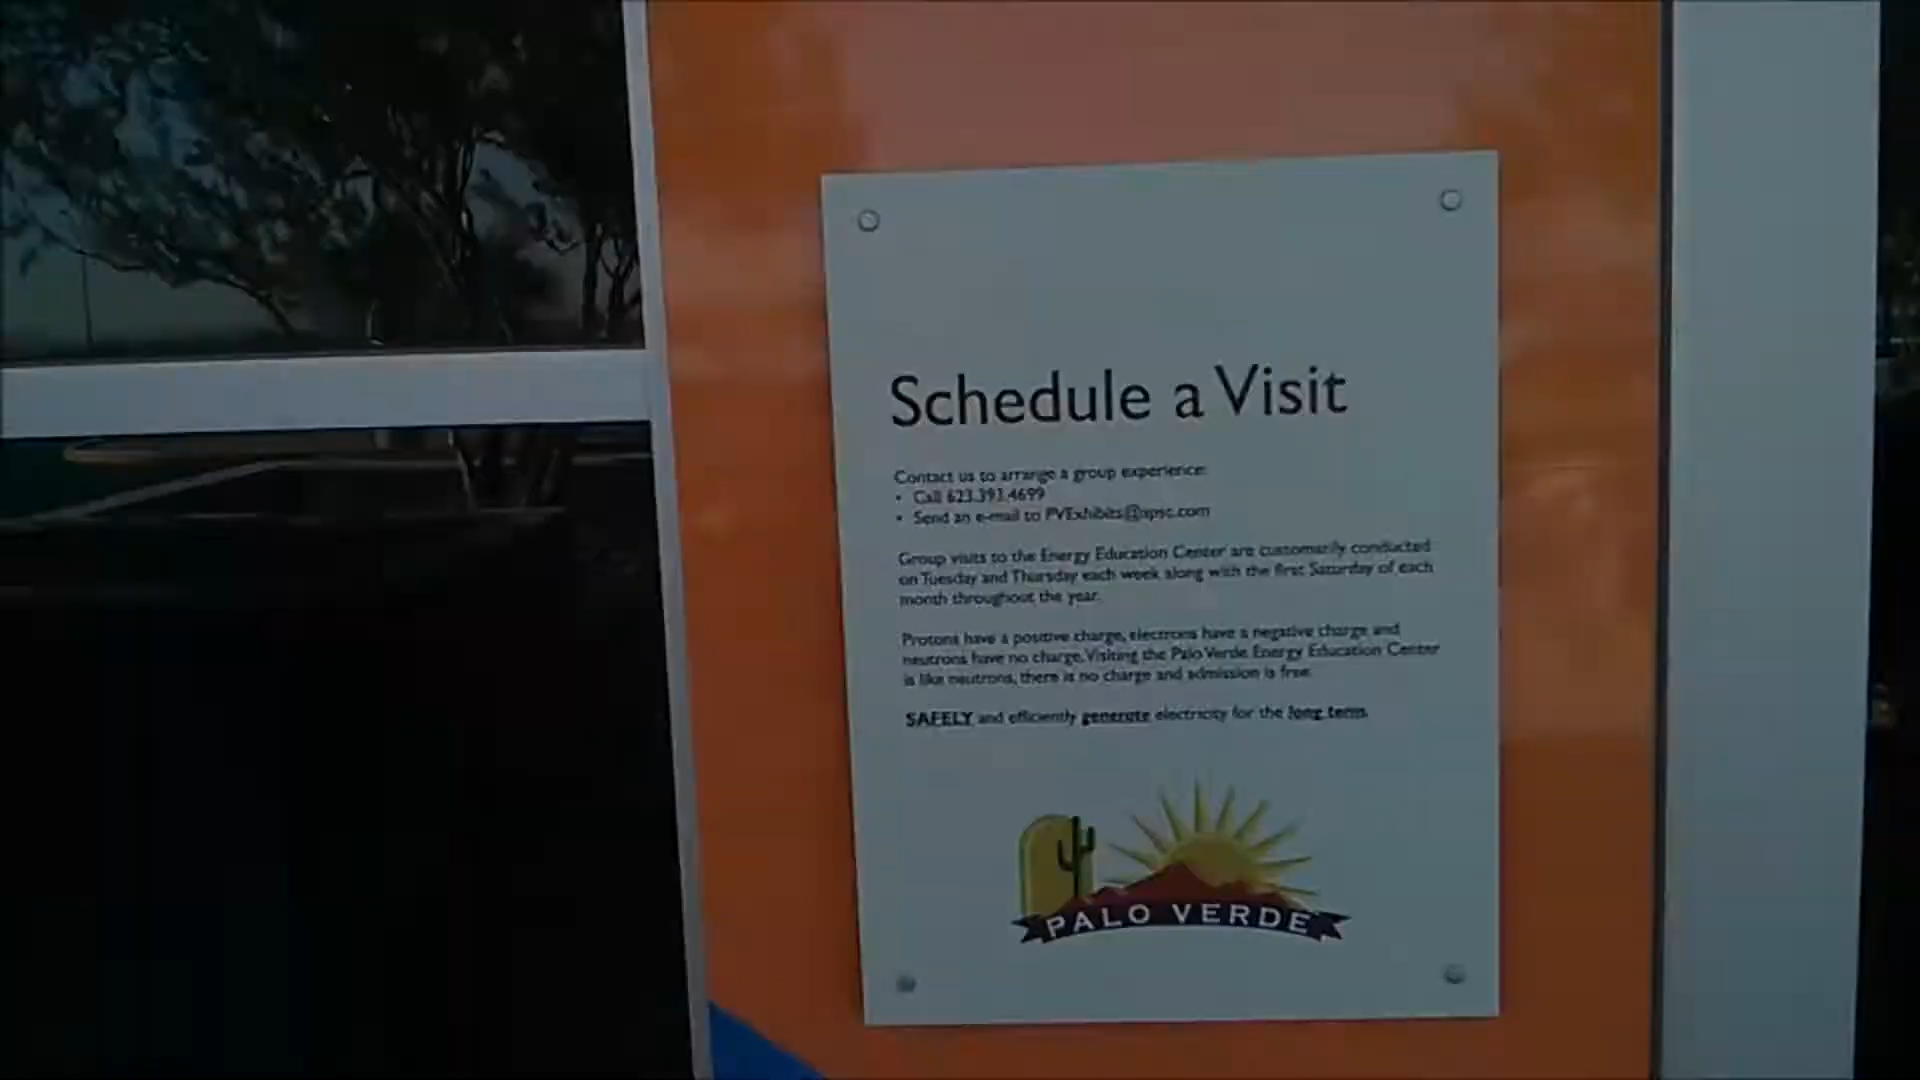 Schedule a Visit
Contact us to arrange a group experience:
• Call 623.393.4699
• Send an e-mail to PVExhibits@apsc.com
Group visits to the Energy Education Center are customarily conducted
on Tuesday and Thursday each week along with the first Saturday of each
month throughout the year.
Protons have a positive charge, electrons have a negative charge and
neutrons have no charge. Visiting the Palo Verde Energy Education Center
is like neutrons, there is no charge and admission is free.
SAFELY and efficiently generate electricity for the long term.
PALO VERDE